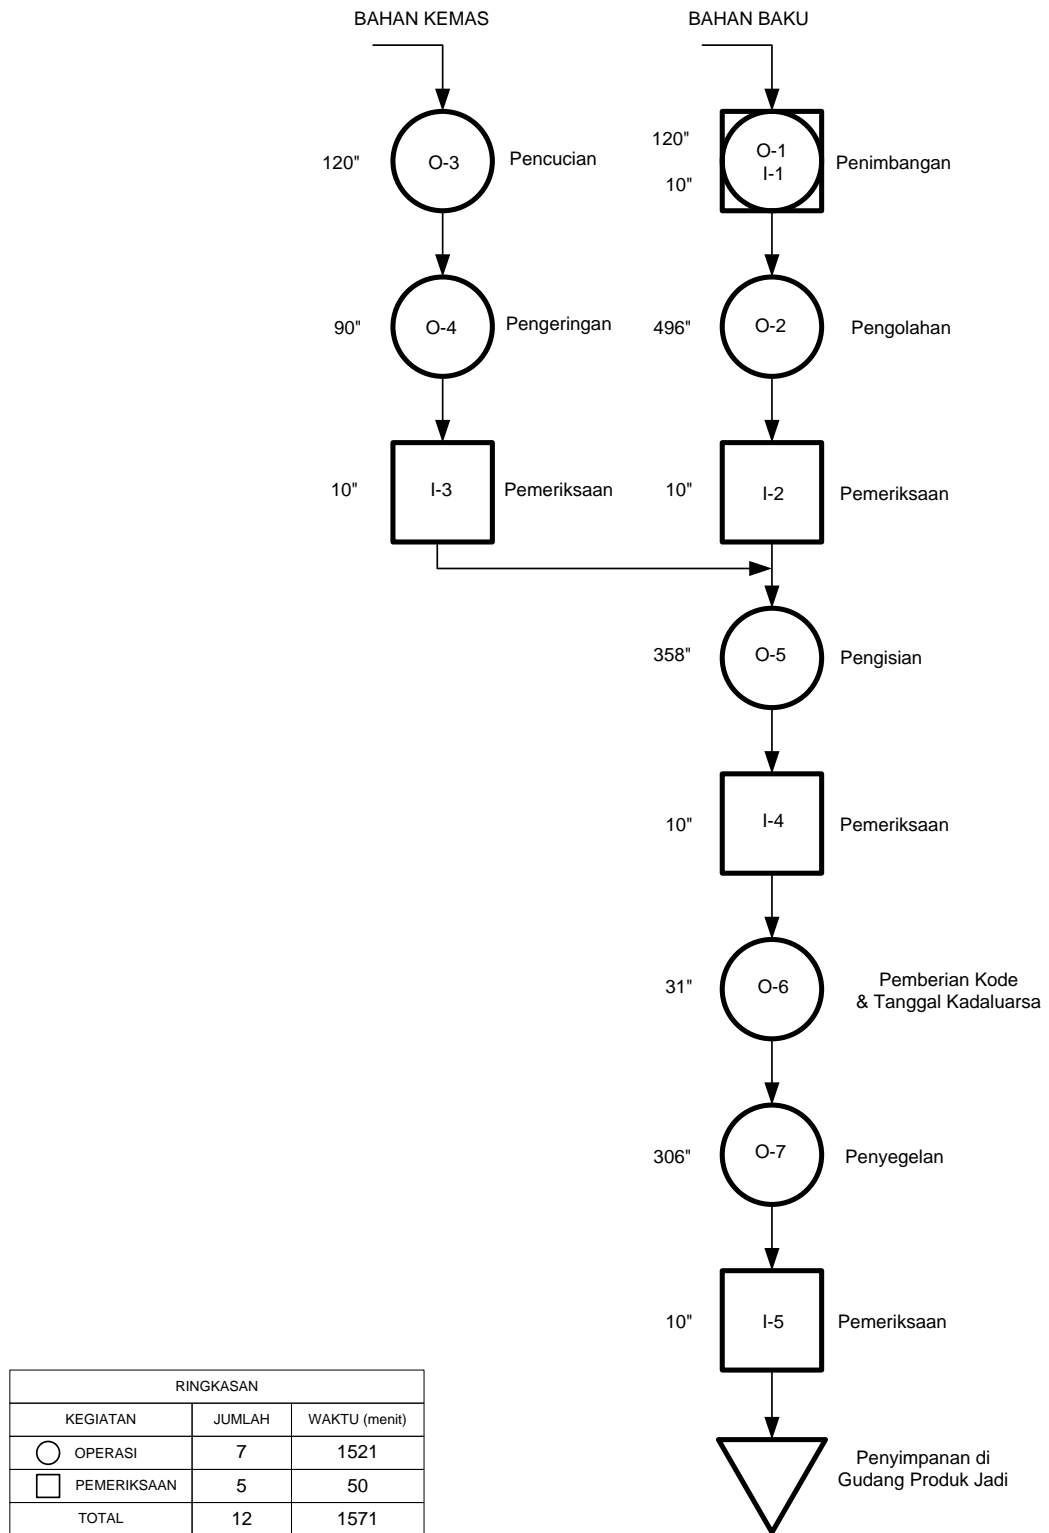 BAHAN KEMAS
BAHAN BAKU
120"
O-3
Pencucian
120"
10"
O-1
I-1
Penimbangan
90"
O-4
Pengeringan
496"
O-2
Pengolahan
10"
I-3
Pemeriksaan
10"
I-2
Pemeriksaan
358"
O-5
Pengisian
10"
I-4
Pemeriksaan
31"
O-6
Pemberian Kode
& Tanggal Kadaluarsa
306"
O-7
Penyegelan
10"
I-5
Pemeriksaan
Penyimpanan di
Gudang Produk Jadi
RINGKASAN
KEGIATAN JUMLAH WAKTU (menit)
OPERASI 7 1521
PEMERIKSAAN 5 50
TOTAL 12 1571